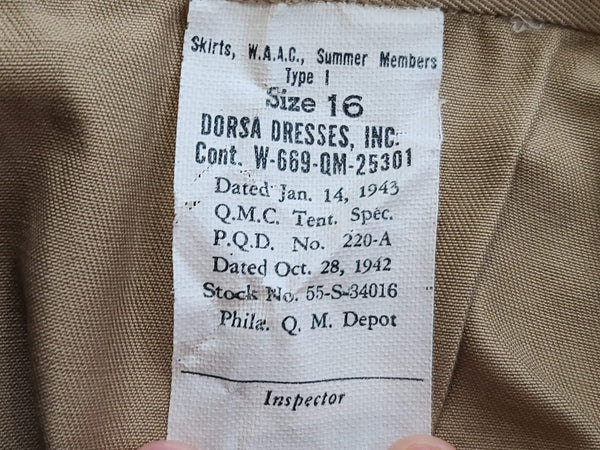 Skirts, W.A.A.C., Summer Members
Type I
Size 16
DORSA DRESSES, INC.
Cont. W-669-QM-25301
Dated Jan. 14, 1943
Q.M.C. Tent. Spec.
P.Q.D. No. 220-A
Dated Oct. 28, 1942
Stock No. 55-S-34016
Phila. Q. M. Depot
Inspector